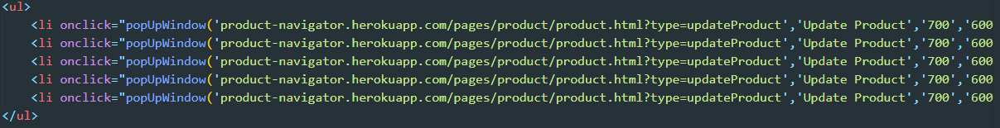 <ul>
<li onclick="popUpWindow('product-navigator.herokuapp.com/pages/product/product.html?type=updateProduct','Update Product','700','600
<li onclick="popUpWindow('product-navigator.herokuapp.com/pages/product/product.html?type=updateProduct','Update Product','700','600
<li onclick="popUpWindow('product-navigator.herokuapp.com/pages/product/product.html?type=updateProduct','Update Product','700','600
<li onclick="popUpWindow('product-navigator.herokuapp.com/pages/product/product.html?type=updateProduct','Update Product','700','600
<li onclick="popUpWindow('product-navigator.herokuapp.com/pages/product/product.html?type=updateProduct','Update Product','700','600
</ul>